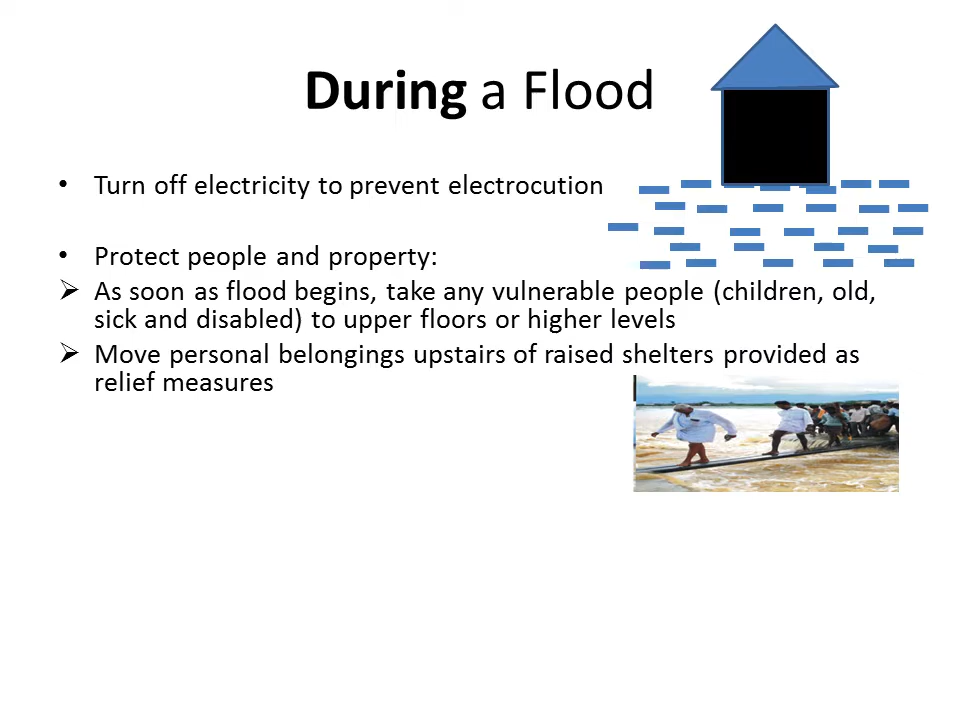 During a Flood
• Turn off electricity to prevent electrocution
• Protect people and property:
➢ As soon as flood begins, take any vulnerable people (children, old,
sick and disabled) to upper floors or higher levels
➢ Move personal belongings upstairs of raised shelters provided as
relief measures